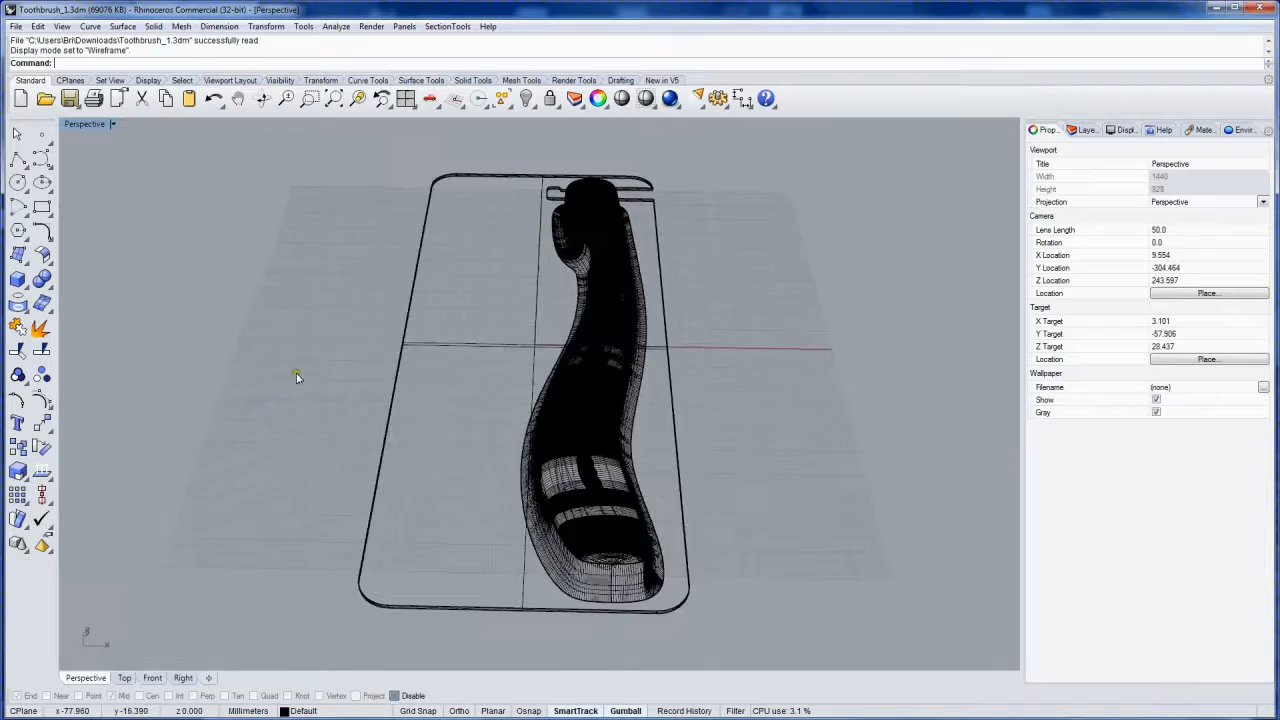 Toothbrush_1.3dm (69076 KB) - Rhinoceros Commercial (32-bit) - [Perspective]
File Edit View Curve Surface Solid Mesh Dimension Transform Tools Analyze Render Panels SectionTools Help
File "C:\Users\Bri\Downloads\Toothbrush_1.3dm" successfully read
Display mode set to "Wireframe".
Command:
Standard CPlanes Set View Display Select Viewport Layout Visibility Transform Curve Tools Surface Tools Solid Tools Mesh Tools Render Tools Drafting New in V5
Perspective
Prop... Laye... Displ... Help Mate... Envir...
Viewport
Title Perspective
Width 1440
Height 828
Projection Perspective
Camera
Lens Length 50.0
Rotation 0.0
X Location 9.554
Y Location -304.464
Z Location 243.597
Location Place...
Target
X Target 3.101
Y Target -57.906
Z Target 28.437
Location Place...
Wallpaper
Filename (none) ...
Show
Gray
x
Perspective Top Front Right
End Near Point Mid Cen Int Perp Tan Quad Knot Vertex Project Disable
CPlane x -77.960 y -16.390 z 0.000 Millimeters Default Grid Snap Ortho Planar Osnap SmartTrack Gumball Record History Filter CPU use: 3.1 %